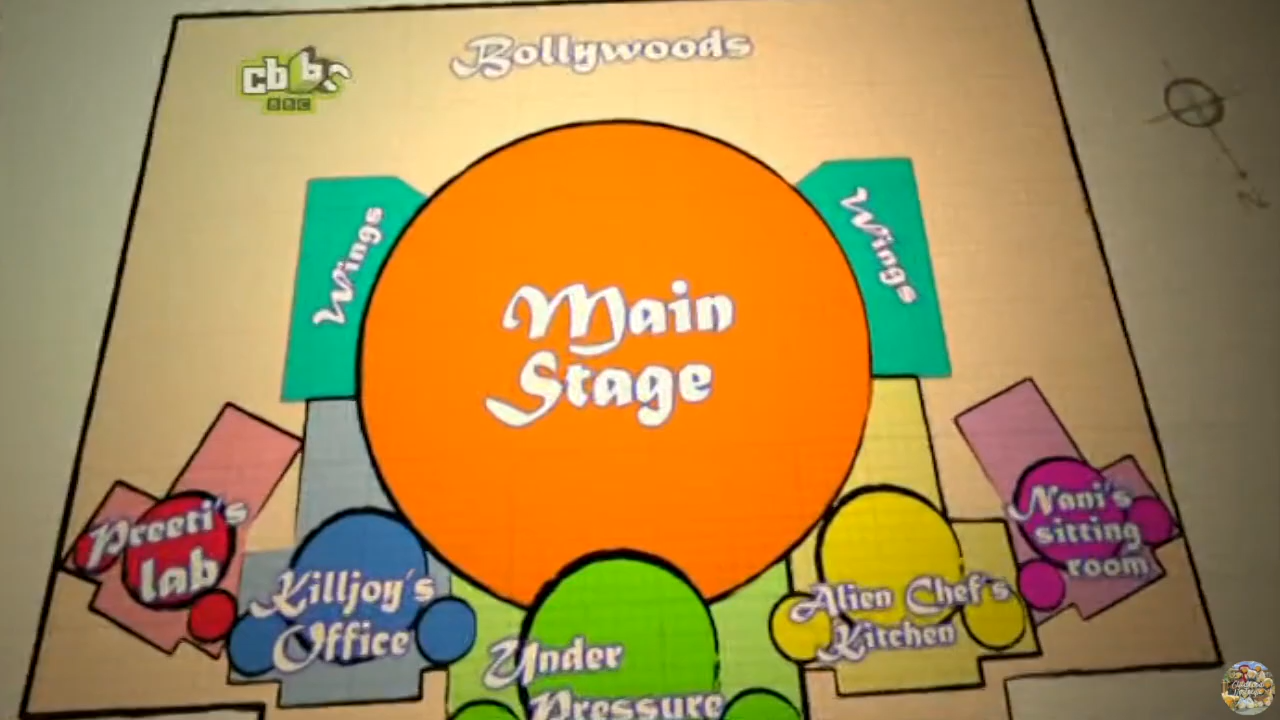 Bollywoods
cbbc
BBC
Wings
Wings
Main
Stage
Preeti's
lab
Killjoy's
Office
Under
Pressure
Alien Chef's
Kitchen
Nani's
sitting
room
N